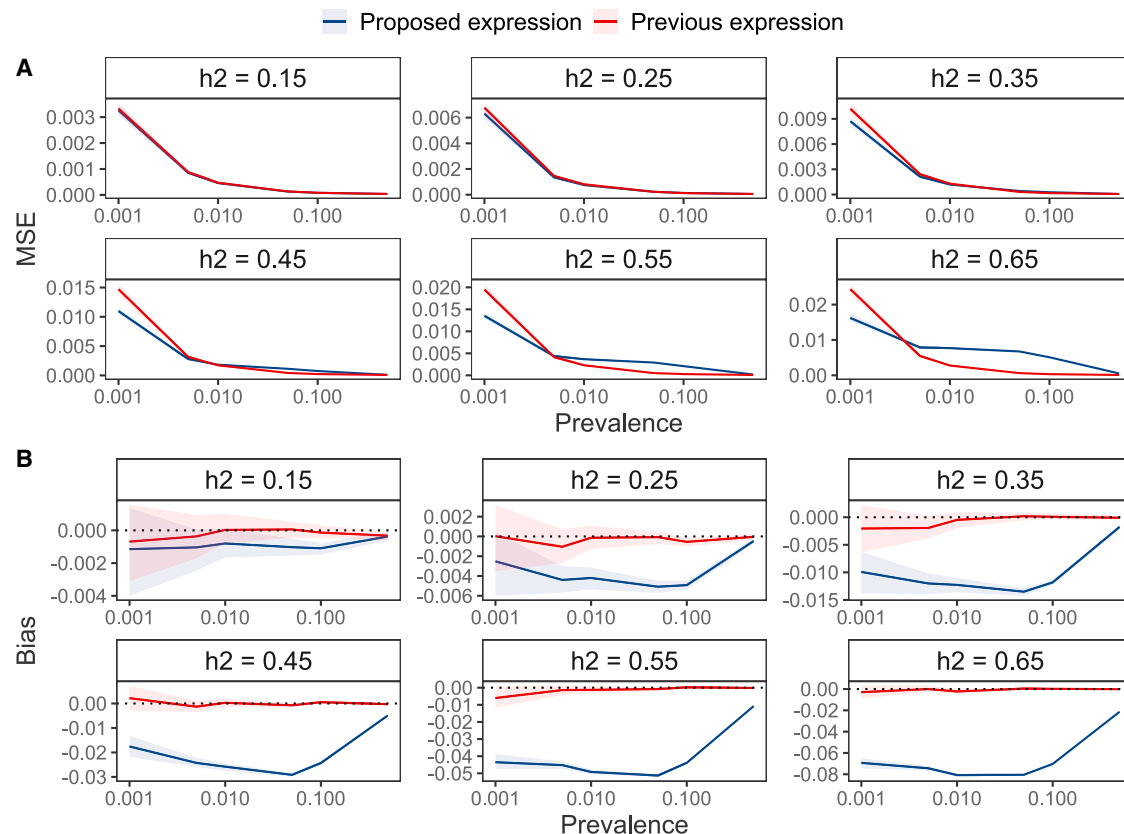 Proposed expression Previous expression
A
h2 = 0.15 h2 = 0.25 h2 = 0.35
0.003 0.002 0.001 0.000
0.006 0.004 0.002 0.000
0.009 0.006 0.003 0.000
0.001 0.010 0.100 0.001 0.010 0.100 0.001 0.010 0.100
MSE
h2 = 0.45 h2 = 0.55 h2 = 0.65
0.015 0.010 0.005 0.000
0.020 0.015 0.010 0.005 0.000
0.02 0.01 0.00
0.001 0.010 0.100 0.001 0.010 0.100 0.001 0.010 0.100
Prevalence
B
h2 = 0.15 h2 = 0.25 h2 = 0.35
0.000 -0.002 -0.004
0.002 0.000 -0.002 -0.004 -0.006
0.000 -0.005 -0.010 -0.015
0.001 0.010 0.100 0.001 0.010 0.100 0.001 0.010 0.100
Bias
h2 = 0.45 h2 = 0.55 h2 = 0.65
0.00 -0.01 -0.02 -0.03
0.00 -0.01 -0.02 -0.03 -0.04 -0.05
0.00 -0.02 -0.04 -0.06 -0.08
0.001 0.010 0.100 0.001 0.010 0.100 0.001 0.010 0.100
Prevalence